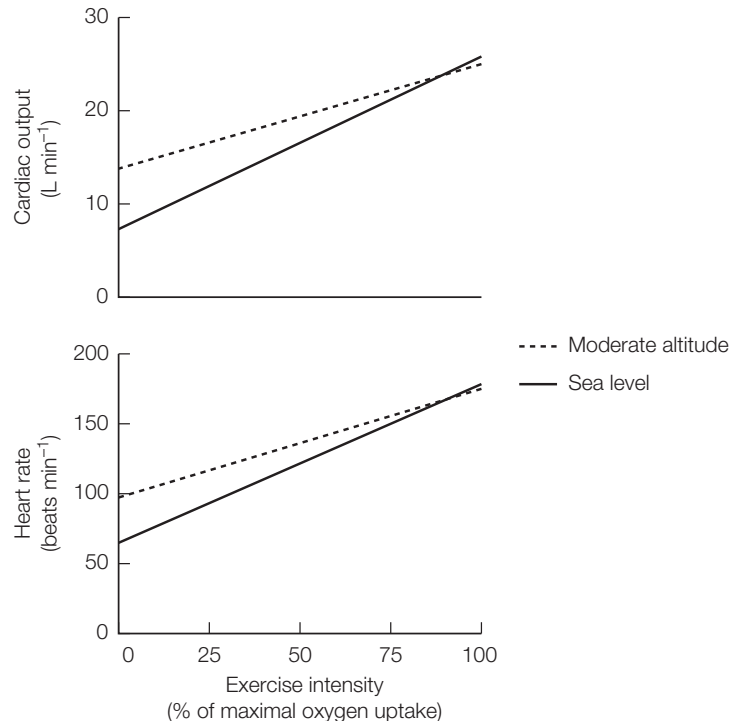 30
20
10
0
Cardiac output
(L min⁻¹)
200
150
100
50
0
Heart rate
(beats min⁻¹)
0 25 50 75 100
Exercise intensity
(% of maximal oxygen uptake)
Moderate altitude
Sea level